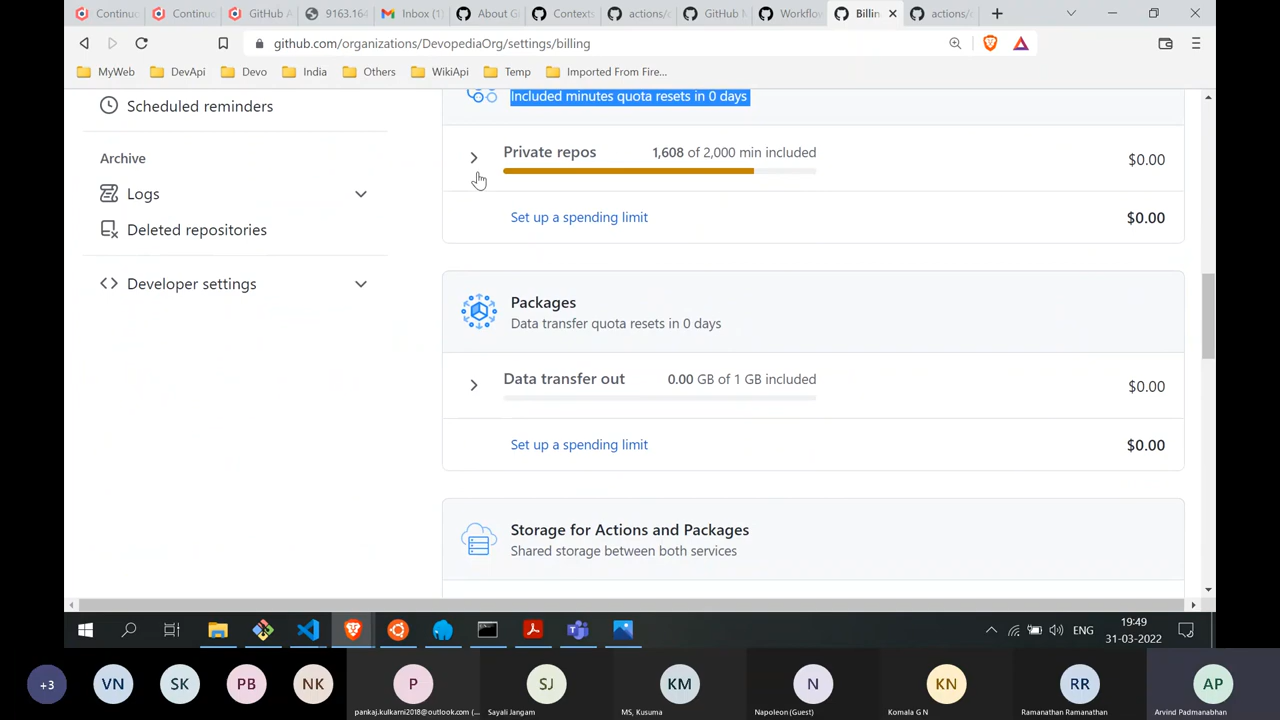 Continuc
Continuc
GitHub A
9163.164
Inbox (1
About Gi
Contexts
actions/c
GitHub M
Workflow
Billin
actions/c
github.com/organizations/DevopediaOrg/settings/billing
MyWeb
DevApi
Devo
India
Others
WikiApi
Temp
Imported From Fire...
Scheduled reminders
Archive
Logs
Deleted repositories
Developer settings
Included minutes quota resets in 0 days
Private repos 1,608 of 2,000 min included $0.00
Set up a spending limit $0.00
Packages
Data transfer quota resets in 0 days
Data transfer out 0.00 GB of 1 GB included $0.00
Set up a spending limit $0.00
Storage for Actions and Packages
Shared storage between both services
ENG
19:49
31-03-2022
+3
VN
SK
PB
NK
P
pankaj.kulkarni2018@outlook.com (...
SJ
Sayali Jangam
KM
MS, Kusuma
N
Napoleon (Guest)
KN
Komala G N
RR
Ramanathan Ramanathan
AP
Arvind Padmanabhan